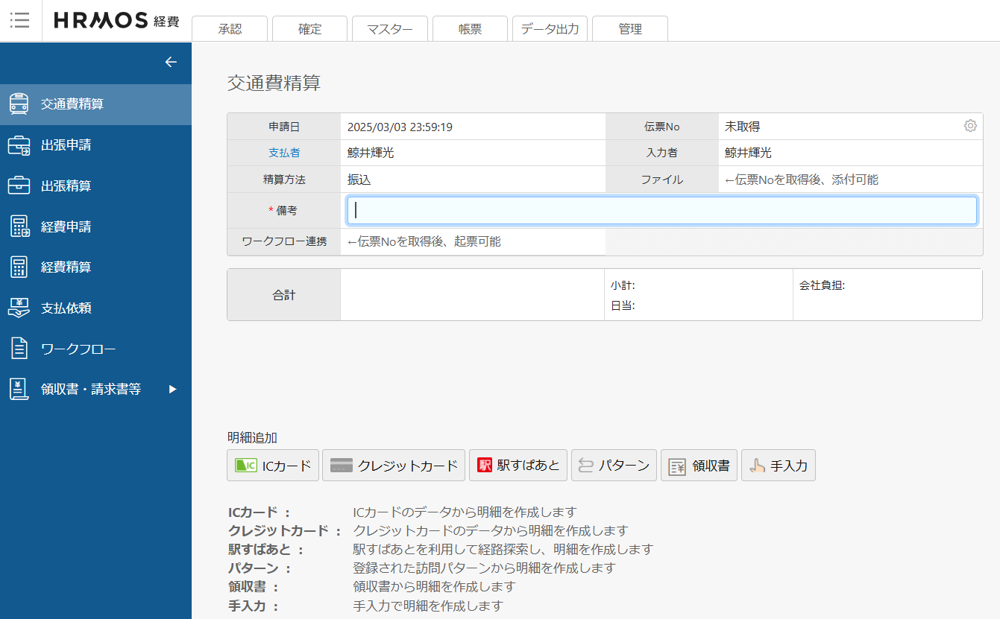 HRMOS 経費
承認 確定 マスター 帳票 データ出力 管理
←
交通費精算
出張申請
出張精算
経費申請
経費精算
支払依頼
ワークフロー
領収書・請求書等 ▶
交通費精算
申請日 2025/03/03 23:59:19 伝票No 未取得
支払者 鯨井輝光 入力者 鯨井輝光
精算方法 振込 ファイル ←伝票Noを取得後、添付可能
* 備考
ワークフロー連携 ←伝票Noを取得後、起票可能
合計 小計: 会社負担:
日当:
明細追加
IC ICカード クレジットカード 駅 駅すぱあと パターン 領収書 手入力
ICカード : ICカードのデータから明細を作成します
クレジットカード : クレジットカードのデータから明細を作成します
駅すぱあと : 駅すぱあとを利用して経路探索し、明細を作成します
パターン : 登録された訪問パターンから明細を作成します
領収書 : 領収書から明細を作成します
手入力 : 手入力で明細を作成します